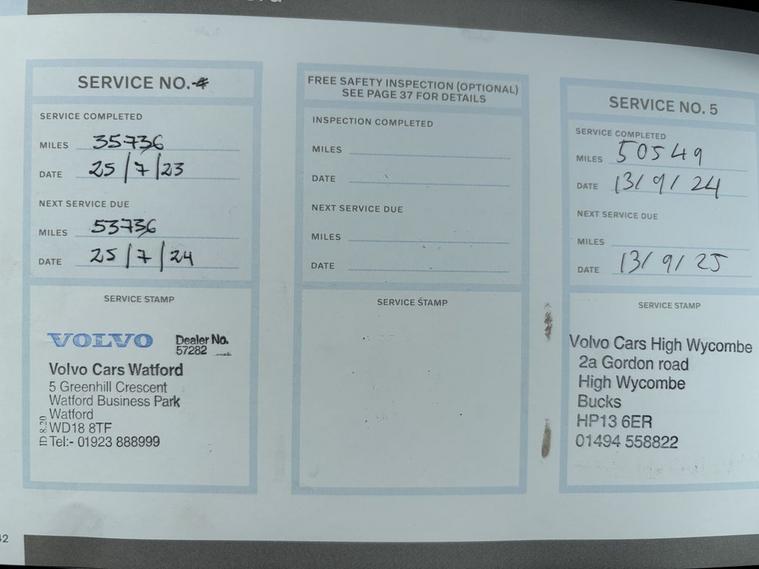 SERVICE NO. 4
SERVICE COMPLETED
MILES 35736
DATE 25/7/23
NEXT SERVICE DUE
MILES 53736
DATE 25/7/24
SERVICE STAMP
VOLVO Dealer No.
57282
Volvo Cars Watford
5 Greenhill Crescent
Watford Business Park
Watford
WD18 8TF
Tel:- 01923 888999
FREE SAFETY INSPECTION (OPTIONAL)
SEE PAGE 37 FOR DETAILS
INSPECTION COMPLETED
MILES
DATE
NEXT SERVICE DUE
MILES
DATE
SERVICE STAMP
SERVICE NO. 5
SERVICE COMPLETED
MILES 50549
DATE 13/9/24
NEXT SERVICE DUE
MILES
DATE 13/9/25
SERVICE STAMP
Volvo Cars High Wycombe
2a Gordon road
High Wycombe
Bucks
HP13 6ER
01494 558822
42